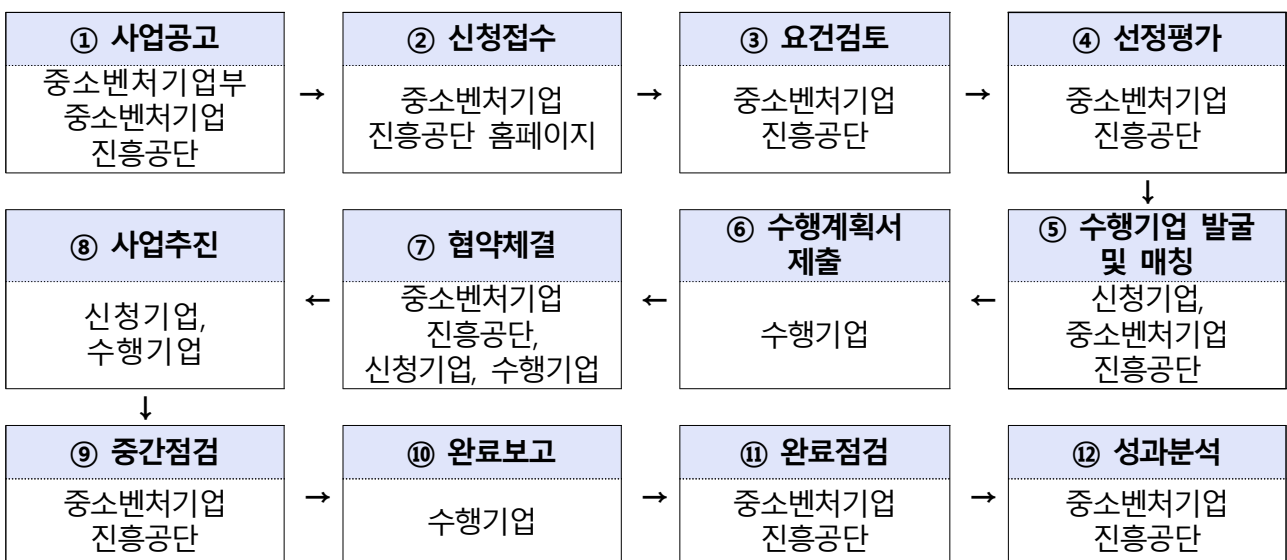 ① 사업공고
중소벤처기업부
중소벤처기업
진흥공단
→
② 신청접수
중소벤처기업
진흥공단 홈페이지
→
③ 요건검토
중소벤처기업
진흥공단
→
④ 선정평가
중소벤처기업
진흥공단
↓
⑤ 수행기업 발굴
및 매칭
신청기업,
중소벤처기업
진흥공단
←
⑥ 수행계획서
제출
수행기업
←
⑦ 협약체결
중소벤처기업
진흥공단,
신청기업, 수행기업
←
⑧ 사업추진
신청기업,
수행기업
↓
⑨ 중간점검
중소벤처기업
진흥공단
→
⑩ 완료보고
수행기업
→
⑪ 완료점검
중소벤처기업
진흥공단
→
⑫ 성과분석
중소벤처기업
진흥공단